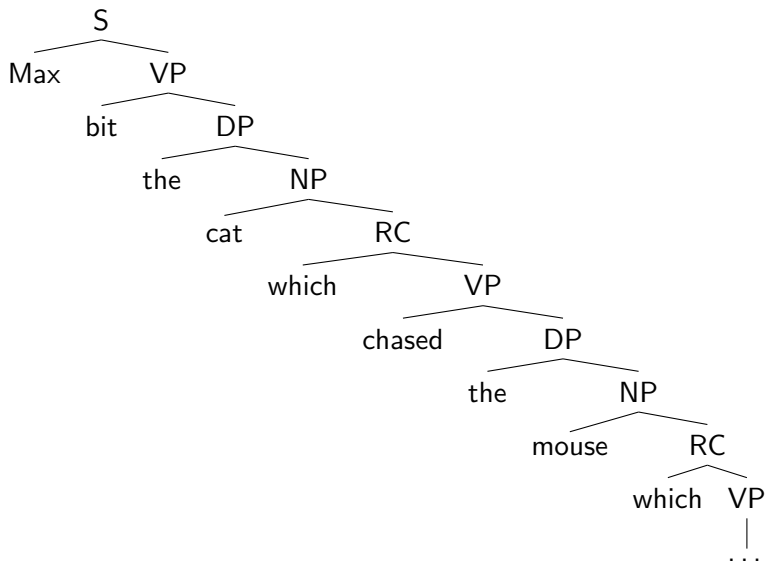 S
Max VP
bit DP
the NP
cat RC
which VP
chased DP
the NP
mouse RC
which VP
...